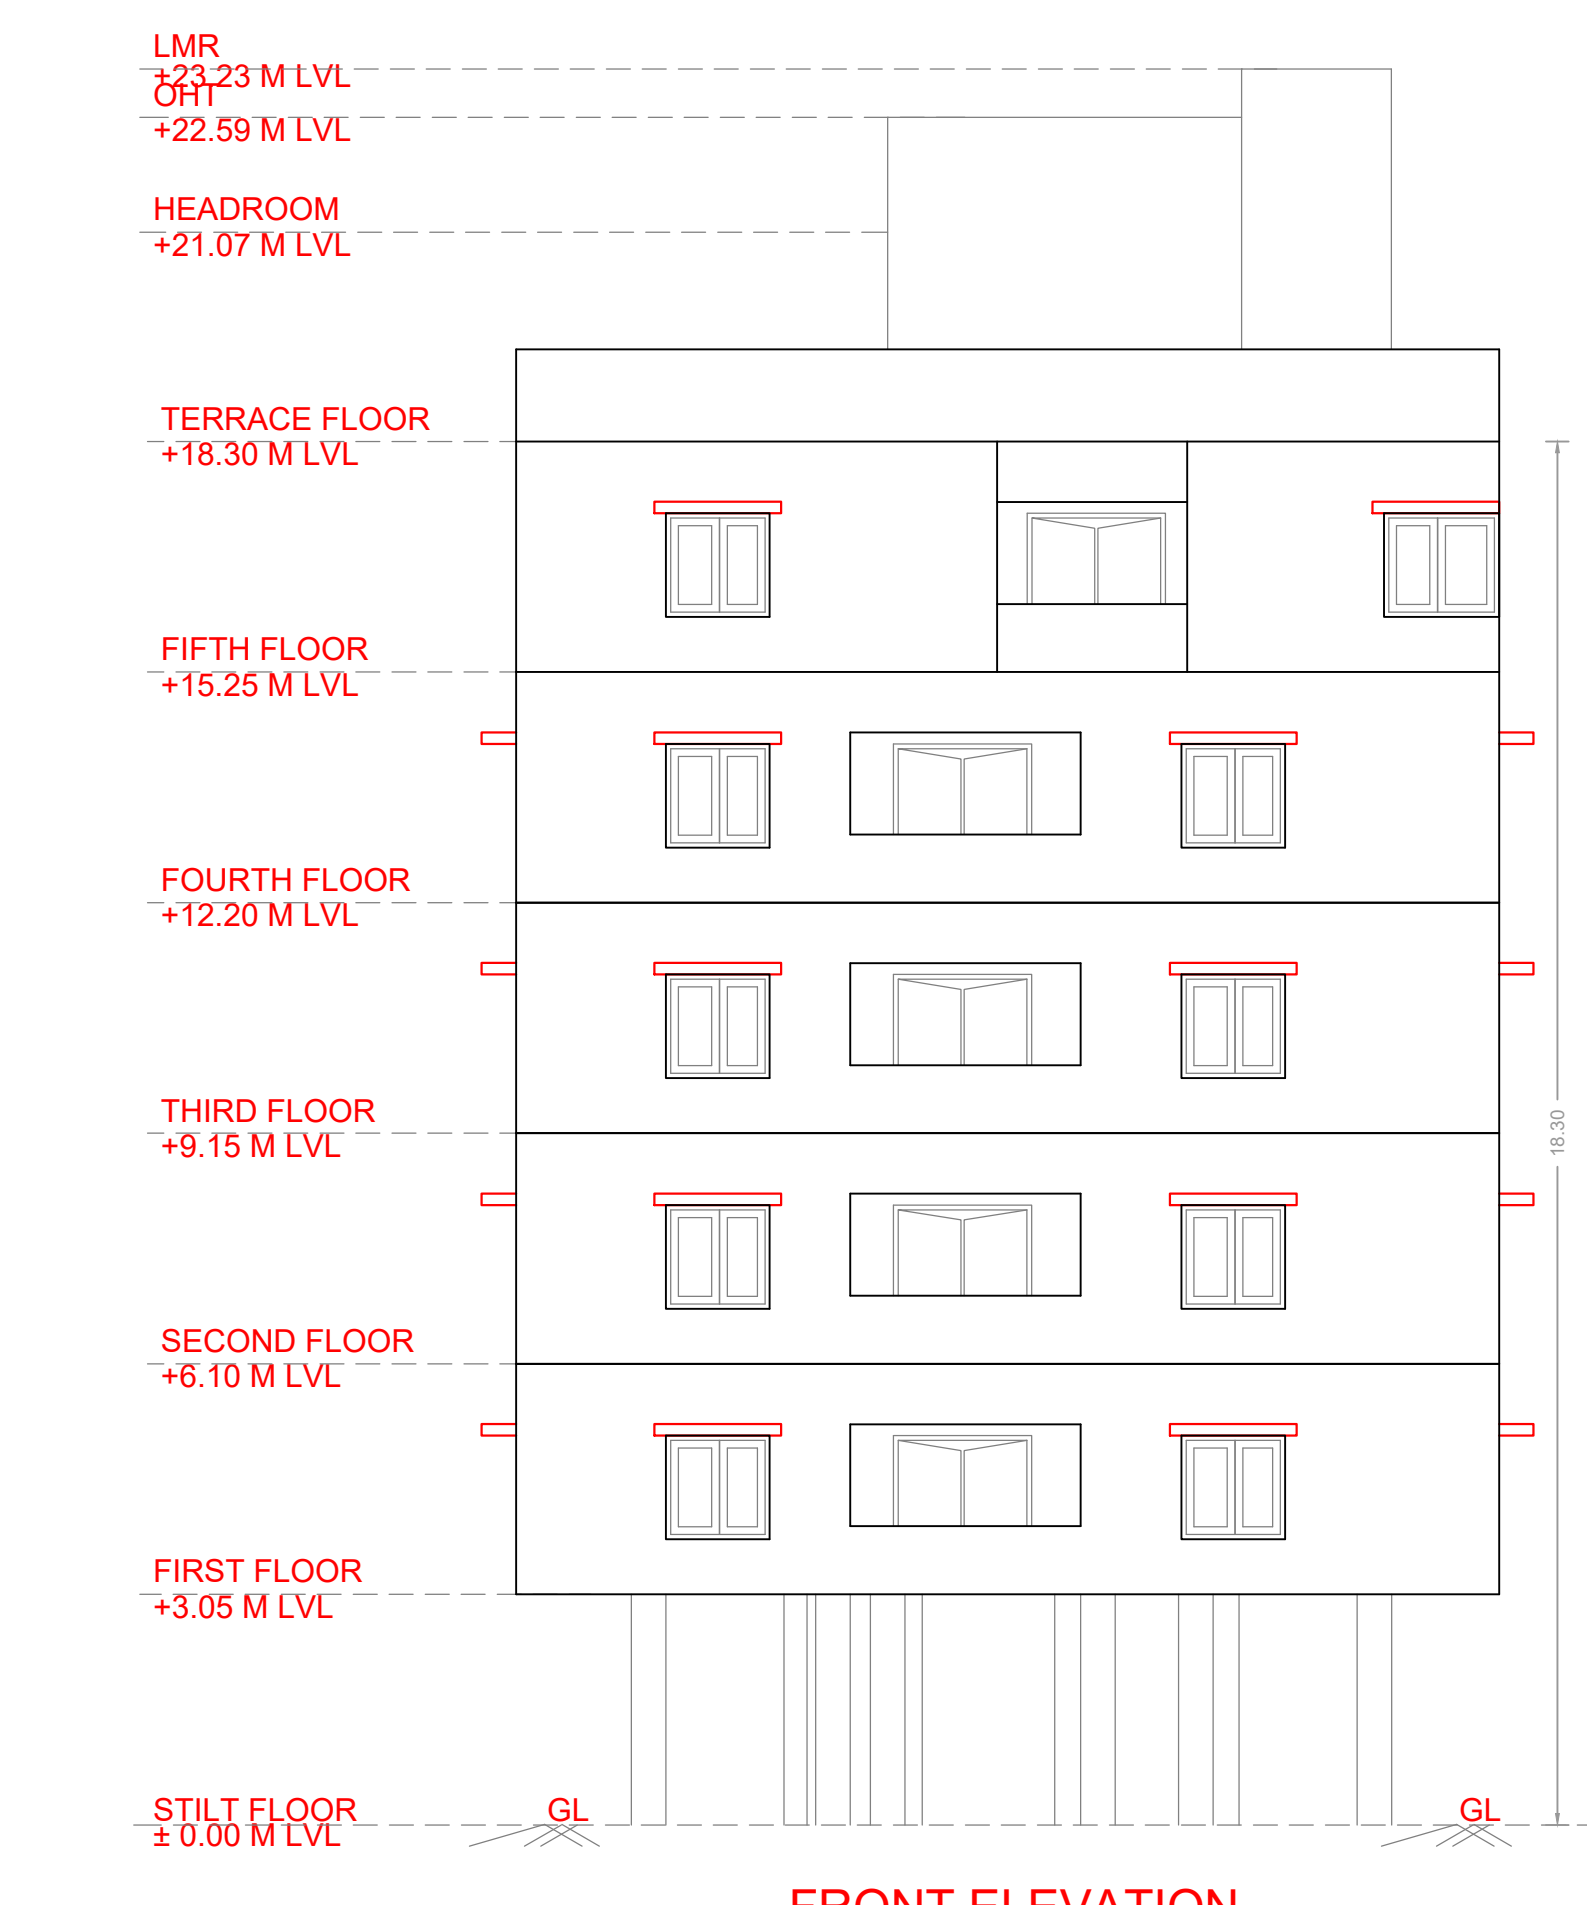 LMR
+23.23 M LVL
OHT
+22.59 M LVL
HEADROOM
+21.07 M LVL
TERRACE FLOOR
+18.30 M LVL
FIFTH FLOOR
+15.25 M LVL
FOURTH FLOOR
+12.20 M LVL
THIRD FLOOR
+9.15 M LVL
18.30
SECOND FLOOR
+6.10 M LVL
FIRST FLOOR
+3.05 M LVL
STILT FLOOR
± 0.00 M LVL
GL
GL
FRONT ELEVATION